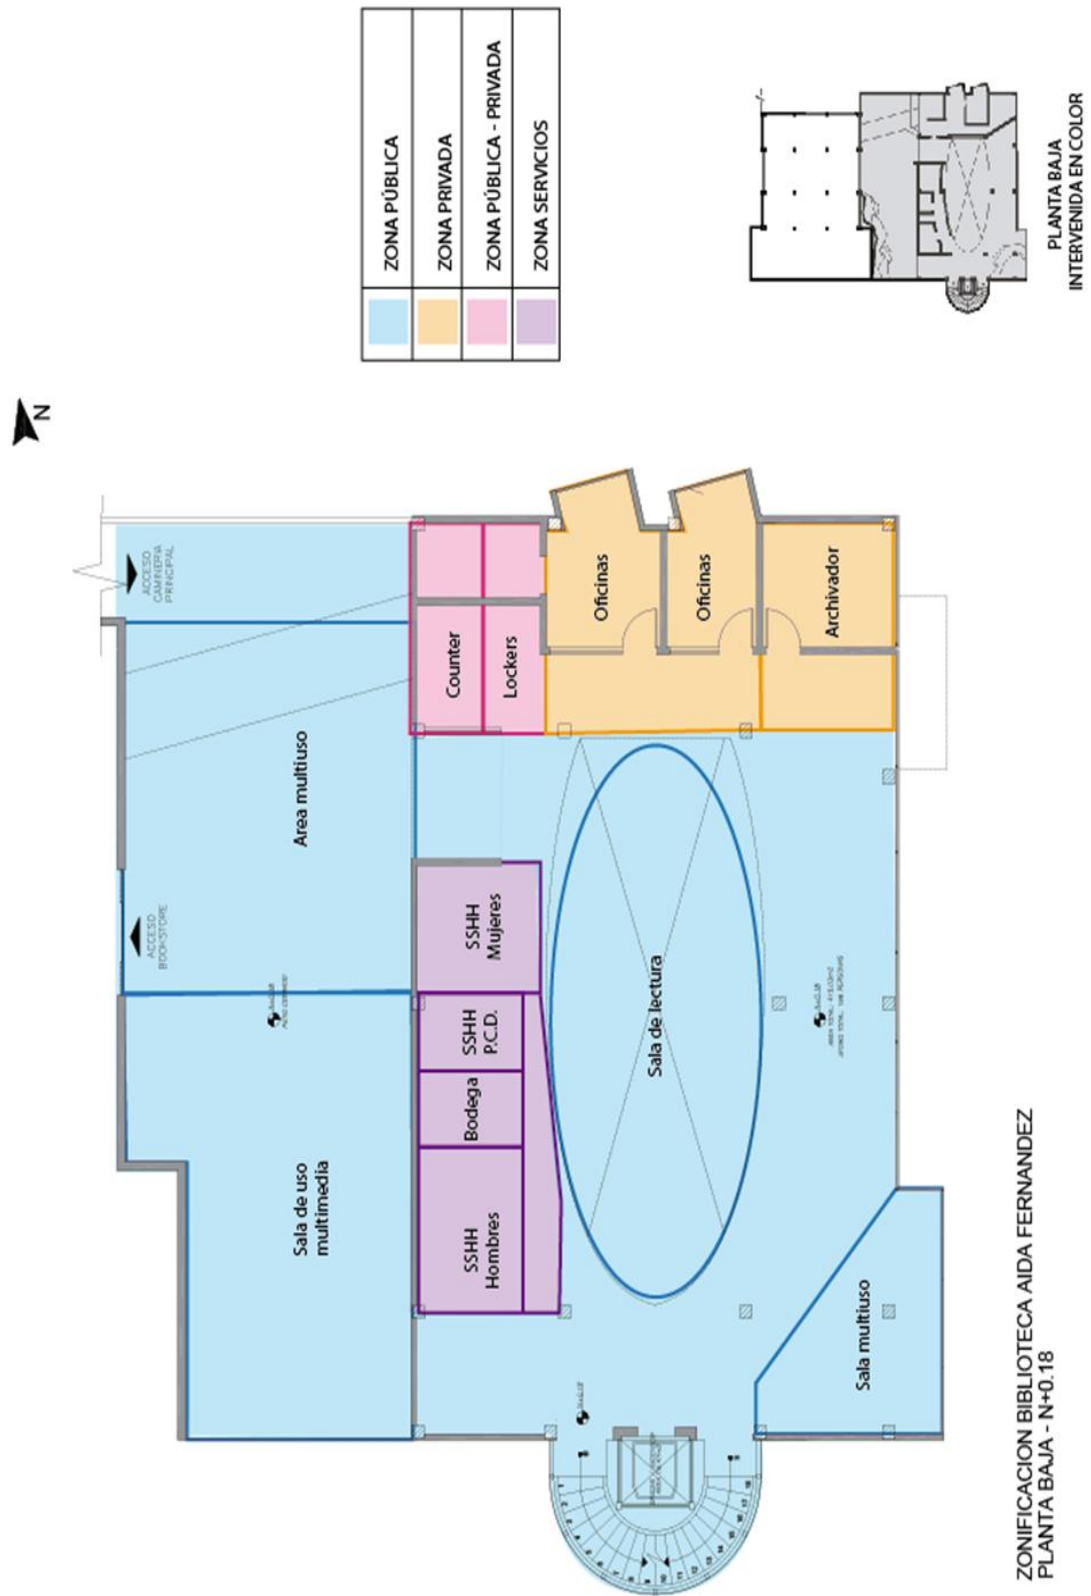 ZONA PÚBLICA
ZONA PRIVADA
ZONA PÚBLICA - PRIVADA
ZONA SERVICIOS
PLANTA BAJA
INTERVENIDA EN COLOR
N
ACCESO
CAMINERIA
PRINCIPAL
ACCESO
BOOKSTORE
Area multiuso
Sala de uso
multimedia
Counter
Lockers
Oficinas
Oficinas
Archivador
SSHH
Mujeres
SSHH
P.C.D.
Bodega
SSHH
Hombres
Sala de lectura
Sala multiuso
ZONIFICACION BIBLIOTECA AIDA FERNANDEZ
PLANTA BAJA - N+0.18